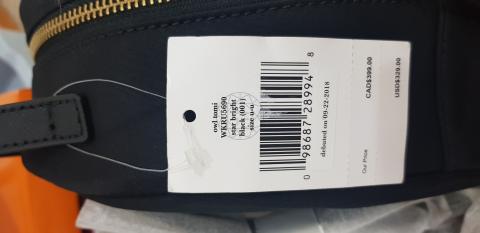 owl tomi
WKRU5690
star bright
black (001)
size u-u
0 98687 28994 8
debuted on 09-22-2018
Our Price
CAD$399.00
USD$329.00